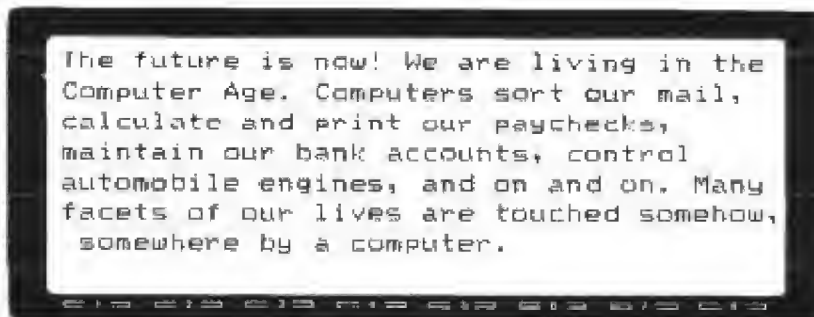 The future is now! We are living in the
Computer Age. Computers sort our mail,
calculate and print our paychecks,
maintain our bank accounts, control
automobile engines, and on and on. Many
facets of our lives are touched somehow,
somewhere by a computer.